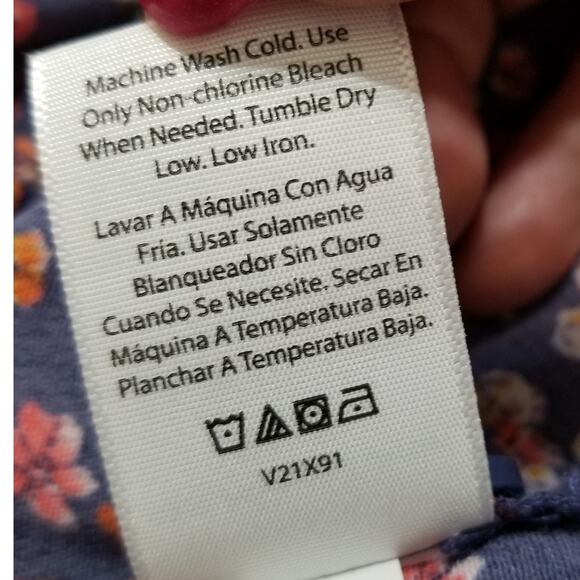 Machine Wash Cold. Use
Only Non-chlorine Bleach
When Needed. Tumble Dry
Low. Low Iron.
Lavar A Máquina Con Agua
Fría. Usar Solamente
Blanqueador Sin Cloro
Cuando Se Necesite. Secar En
Máquina A Temperatura Baja.
Planchar A Temperatura Baja.
V21X91